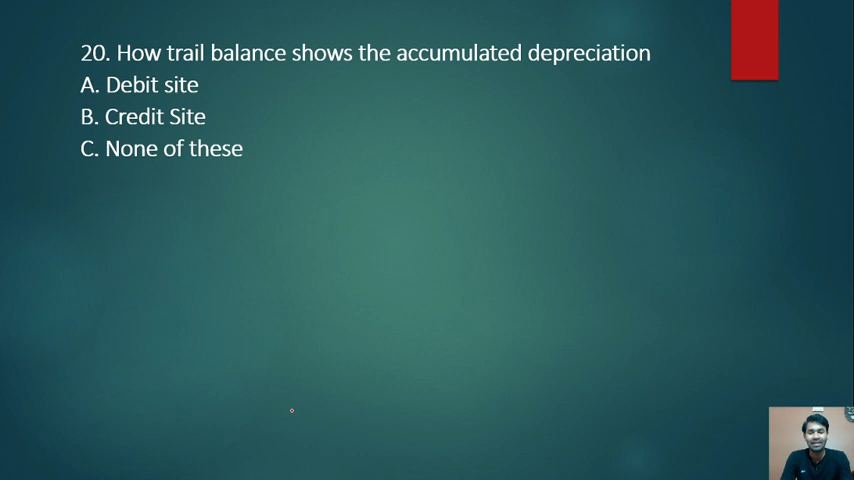 20. How trail balance shows the accumulated depreciation
A. Debit site
B. Credit Site
C. None of these